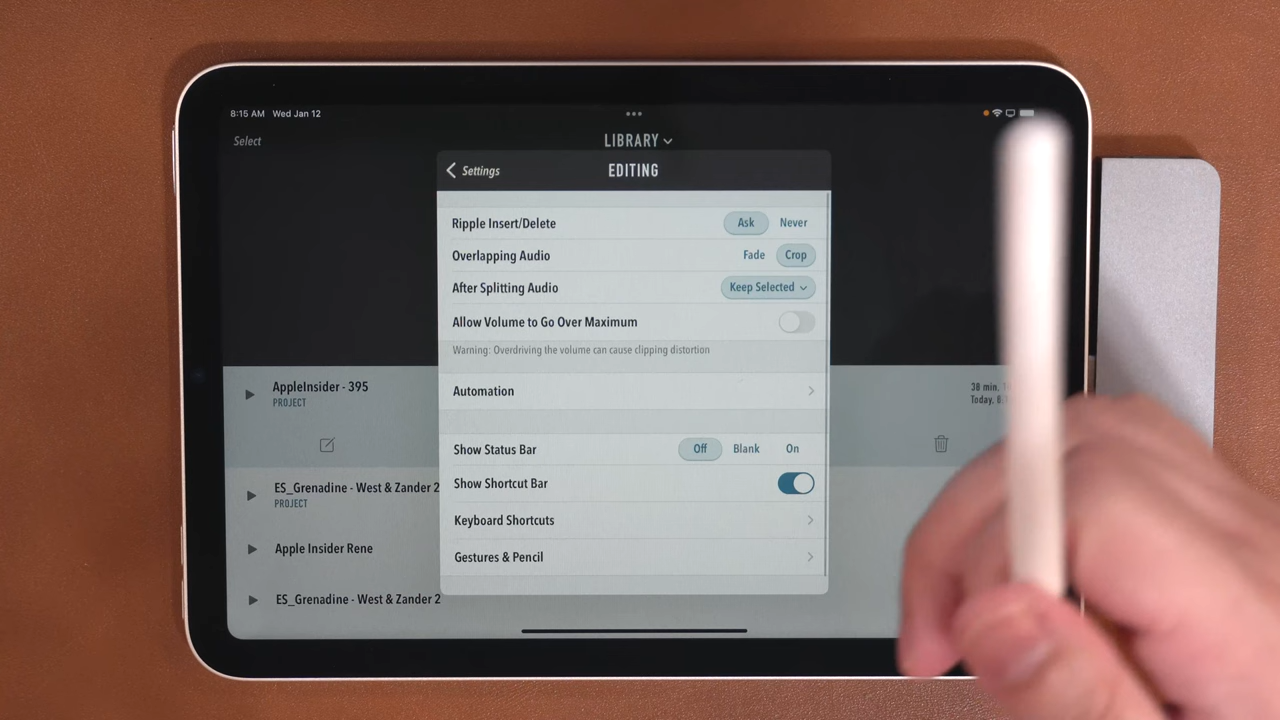 8:15 AM Wed Jan 12
Select
LIBRARY
Settings
EDITING
Ripple Insert/Delete Ask Never
Overlapping Audio Fade Crop
After Splitting Audio Keep Selected
Allow Volume to Go Over Maximum
Warning: Overdriving the volume can cause clipping distortion
AppleInsider - 395
PROJECT
38 min,
Today,
Automation
Show Status Bar Off Blank On
Show Shortcut Bar
ES_Grenadine - West & Zander 2
PROJECT
Keyboard Shortcuts
Apple Insider Rene
Gestures & Pencil
ES_Grenadine - West & Zander 2